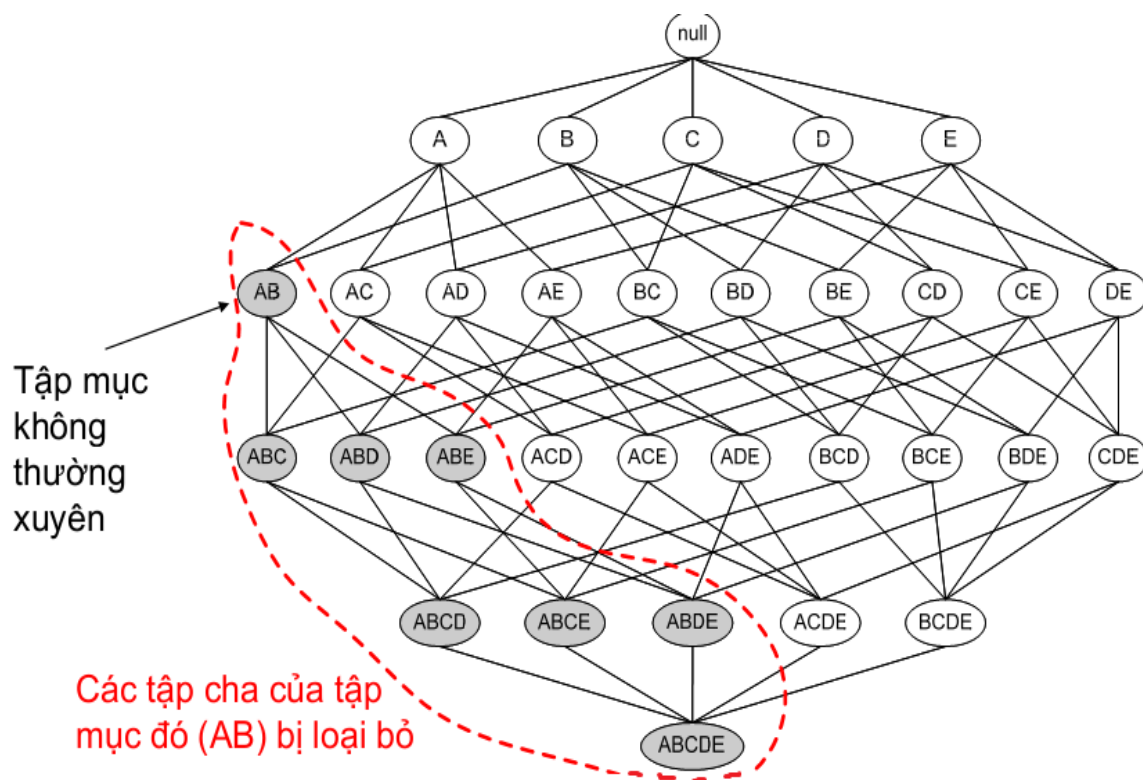 null
A B C D E
AB AC AD AE BC BD BE CD CE DE
Tập mục
không
thường
xuyên
ABC ABD ABE ACD ACE ADE BCD BCE BDE CDE
ABCD ABCE ABDE ACDE BCDE
Các tập cha của tập
mục đó (AB) bị loại bỏ
ABCDE